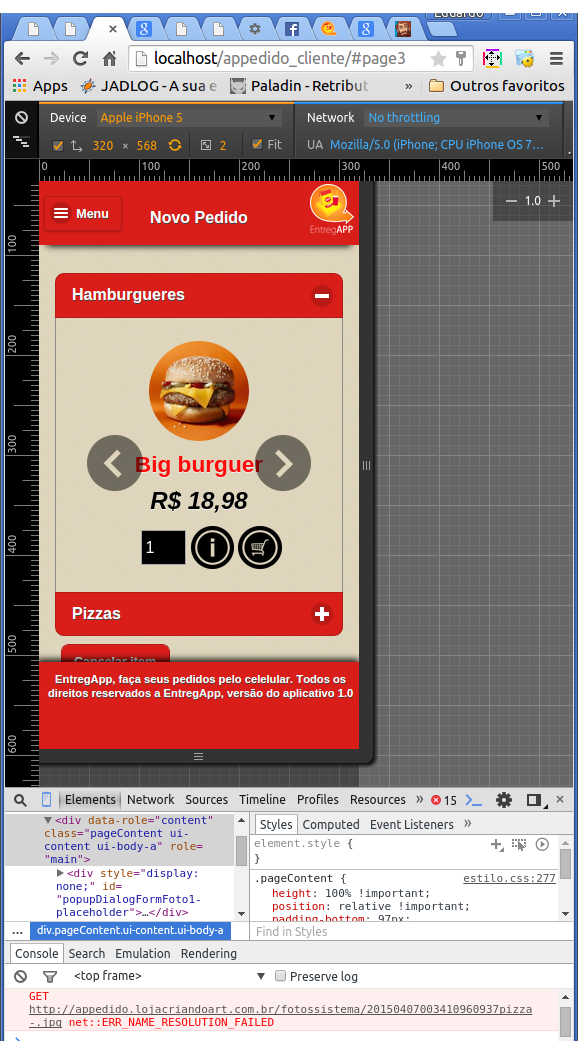 Eduardo
localhost/appedido_cliente/#page3
Apps JADLOG - A sua e Paladin - Retribut » Outros favoritos
Device Apple iPhone 5 Network No throttling
320 × 568 2 Fit UA Mozilla/5.0 (iPhone; CPU iPhone OS 7...
0 100 200 300 400 500
100
200
300
400
500
600
1.0
Menu
Novo Pedido
EntregAPP
Hamburgueres
Big burguer
R$ 18,98
1
Pizzas
Cancelar item
EntregApp, faça seus pedidos pelo celelular. Todos os
direitos reservados a EntregApp, versão do aplicativo 1.0
Elements Network Sources Timeline Profiles Resources » 15
<div data-role="content"
class="pageContent ui-
content ui-body-a" role=
"main">
<div style="display:
none;" id=
"popupDialogFormFoto1-
placeholder">…</div>
... div.pageContent.ui-content.ui-body-a
Styles Computed Event Listeners »
element.style {
}
.pageContent { estilo.css:277
height: 100% !important;
position: relative !important;
padding-bottom: 97px;
Find in Styles
Console Search Emulation Rendering
<top frame> Preserve log
GET
http://appedido.lojacriandoart.com.br/fotossistema/20150407003410960937pizza
-.jpg net::ERR_NAME_RESOLUTION_FAILED